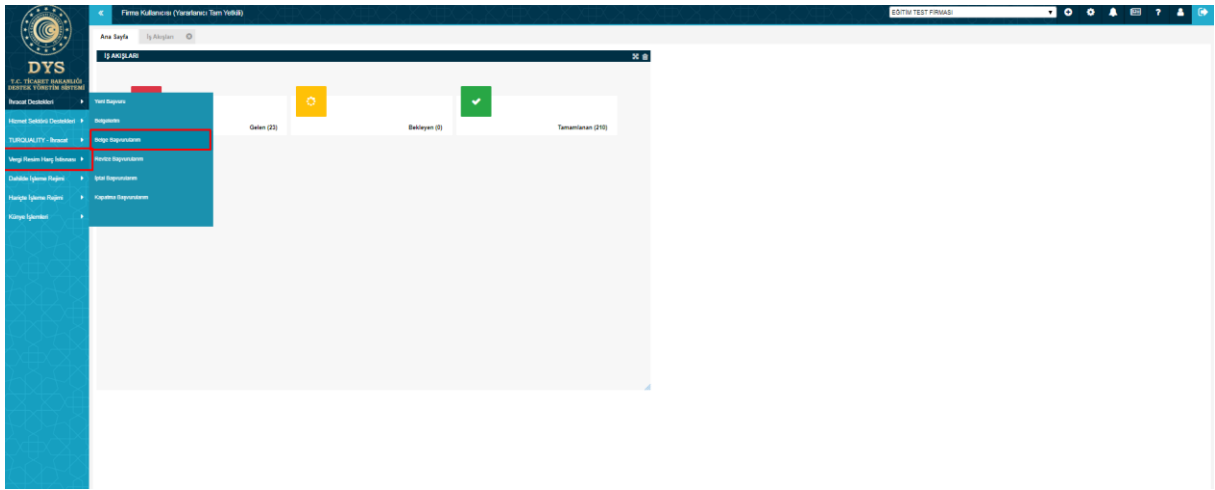 Firma Kullanıcısı (Yararlanıcı Tam Yetkili)
EĞİTİM TEST FİRMASI
?
DYS
T.C. TİCARET BAKANLIĞI
DESTEK YÖNETİM SİSTEMİ
Ana Sayfa
İş Akışları
İŞ AKIŞLARI
Gelen (23)
Bekleyen (0)
Tamamlanan (210)
İhracat Destekleri
Hizmet Sektörü Destekleri
TURQUALITY - İhracat
Vergi Resim Harç İstisnası
Dahilde İşleme Rejimi
Hariçte İşleme Rejimi
Künye İşlemleri
Yeni Başvuru
Belgelerim
Belge Başvurularım
Revize Başvurularım
İptal Başvurularım
Kapatma Başvurularım